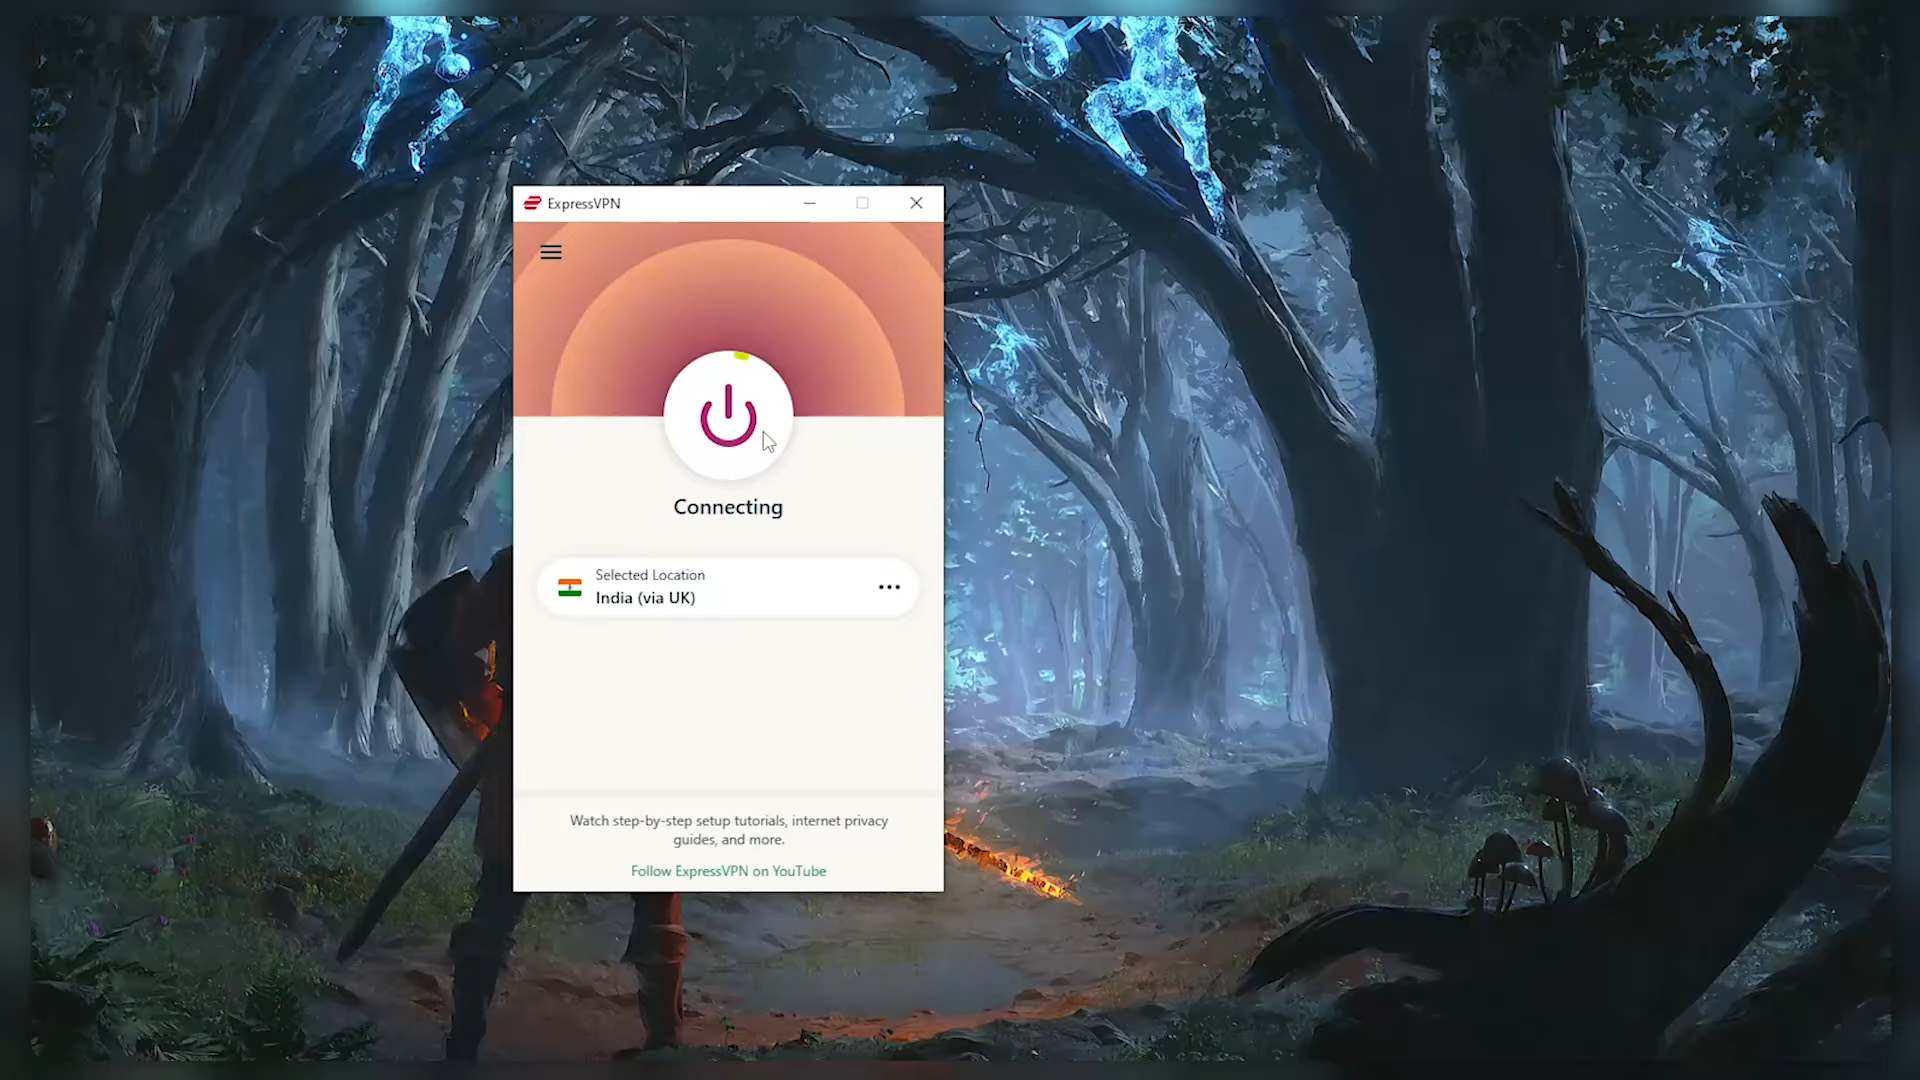 ExpressVPN
Connecting
Selected Location
India (via UK)
Watch step-by-step setup tutorials, internet privacy
guides, and more.
Follow ExpressVPN on YouTube